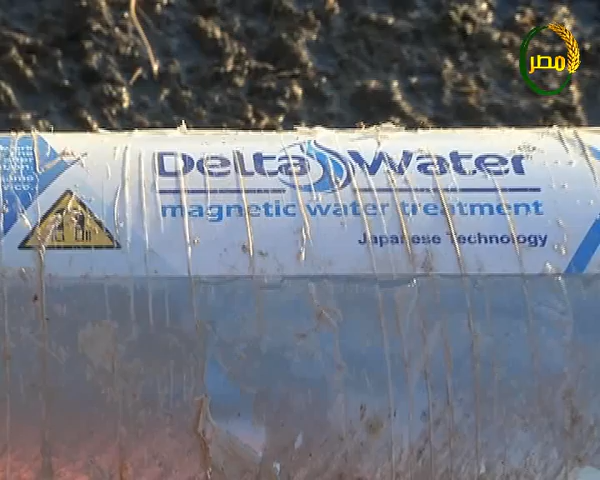 مصر
Delta Water
magnetic water treatment
Japanese Technology